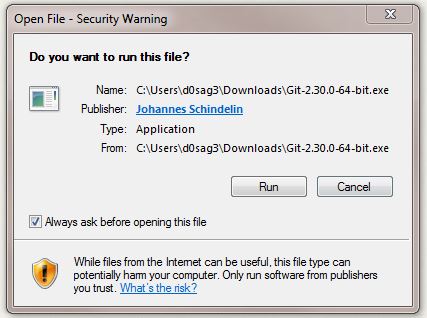 Open File - Security Warning
Do you want to run this file?
Name: C:\Users\d0sag3\Downloads\Git-2.30.0-64-bit.exe
Publisher: Johannes Schindelin
Type: Application
From: C:\Users\d0sag3\Downloads\Git-2.30.0-64-bit.exe
Run Cancel
Always ask before opening this file
While files from the Internet can be useful, this file type can
potentially harm your computer. Only run software from publishers
you trust. What's the risk?